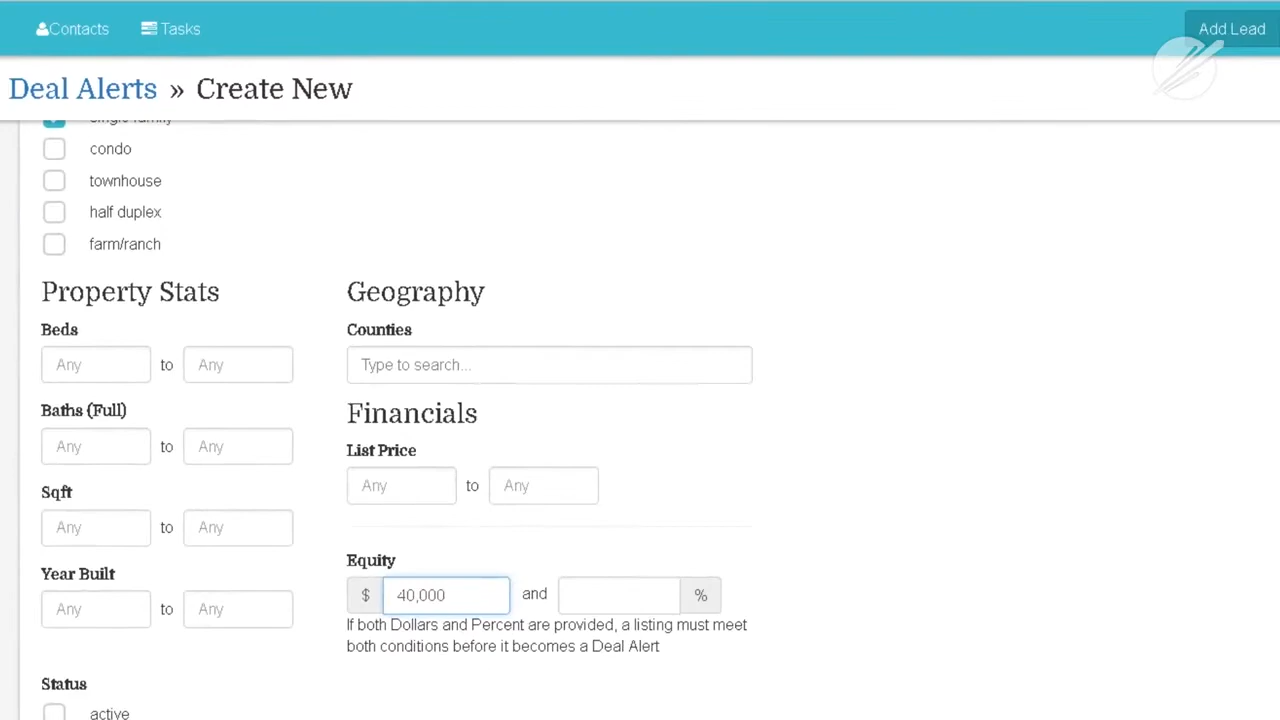 Contacts Tasks Add Lead
Deal Alerts » Create New
single family
condo
townhouse
half duplex
farm/ranch
Property Stats
Beds
Any to Any
Baths (Full)
Any to Any
Sqft
Any to Any
Year Built
Any to Any
Status
active
Geography
Counties
Type to search...
Financials
List Price
Any to Any
Equity
$ 40,000 and %
If both Dollars and Percent are provided, a listing must meet
both conditions before it becomes a Deal Alert